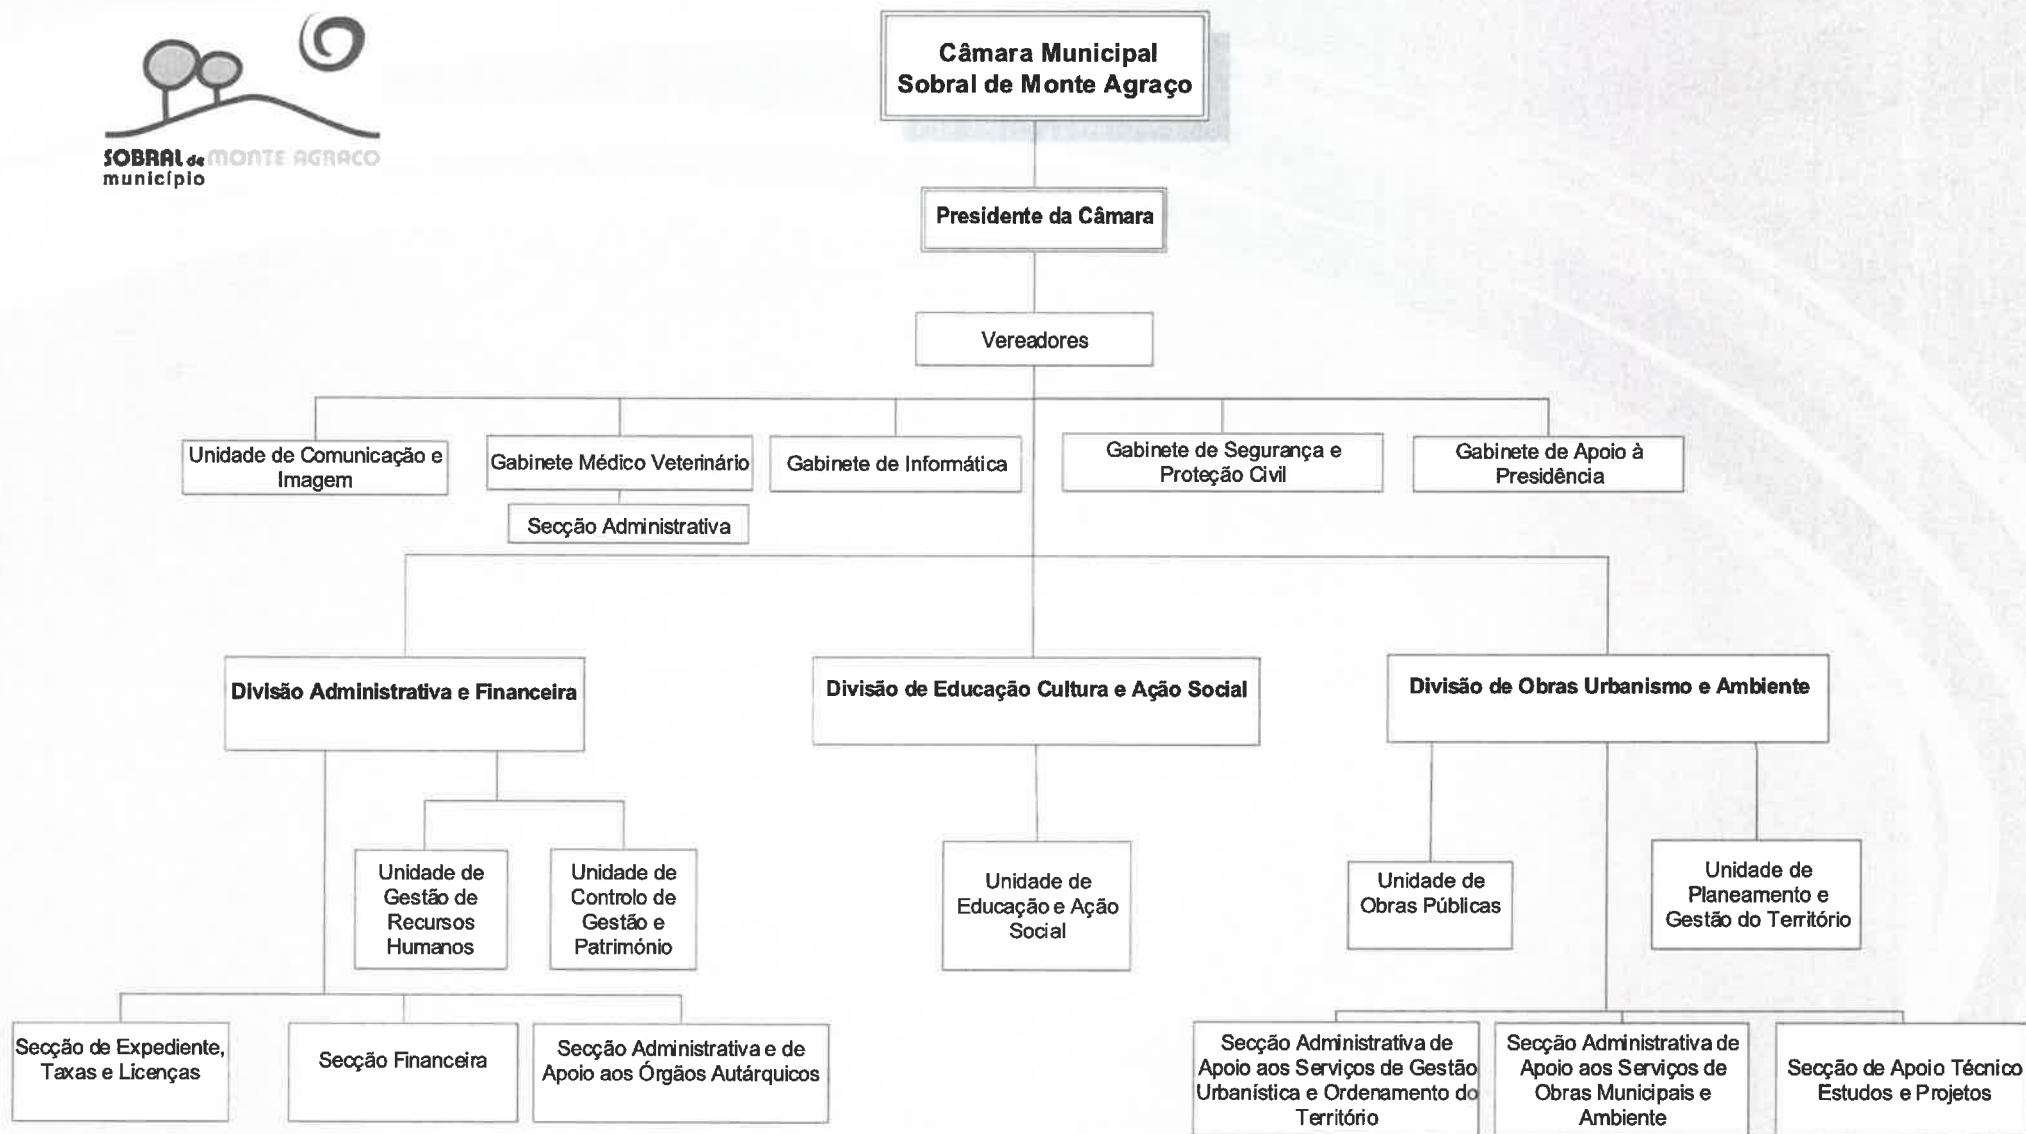 SOBRAL de MONTE AGRAÇO
município
Câmara Municipal
Sobral de Monte Agraço
Presidente da Câmara
Vereadores
Unidade de Comunicação e
Imagem
Gabinete Médico Veterinário
Gabinete de Informática
Gabinete de Segurança e
Proteção Civil
Gabinete de Apoio à
Presidência
Secção Administrativa
Divisão Administrativa e Financeira
Divisão de Educação Cultura e Ação Social
Divisão de Obras Urbanismo e Ambiente
Unidade de
Gestão de
Recursos
Humanos
Unidade de
Controlo de
Gestão e
Património
Unidade de
Educação e Ação
Social
Unidade de
Obras Públicas
Unidade de
Planeamento e
Gestão do Território
Secção de Expediente,
Taxas e Licenças
Secção Financeira
Secção Administrativa e de
Apoio aos Órgãos Autárquicos
Secção Administrativa de
Apoio aos Serviços de Gestão
Urbanística e Ordenamento do
Território
Secção Administrativa de
Apoio aos Serviços de
Obras Municipais e
Ambiente
Secção de Apoio Técnico
Estudos e Projetos